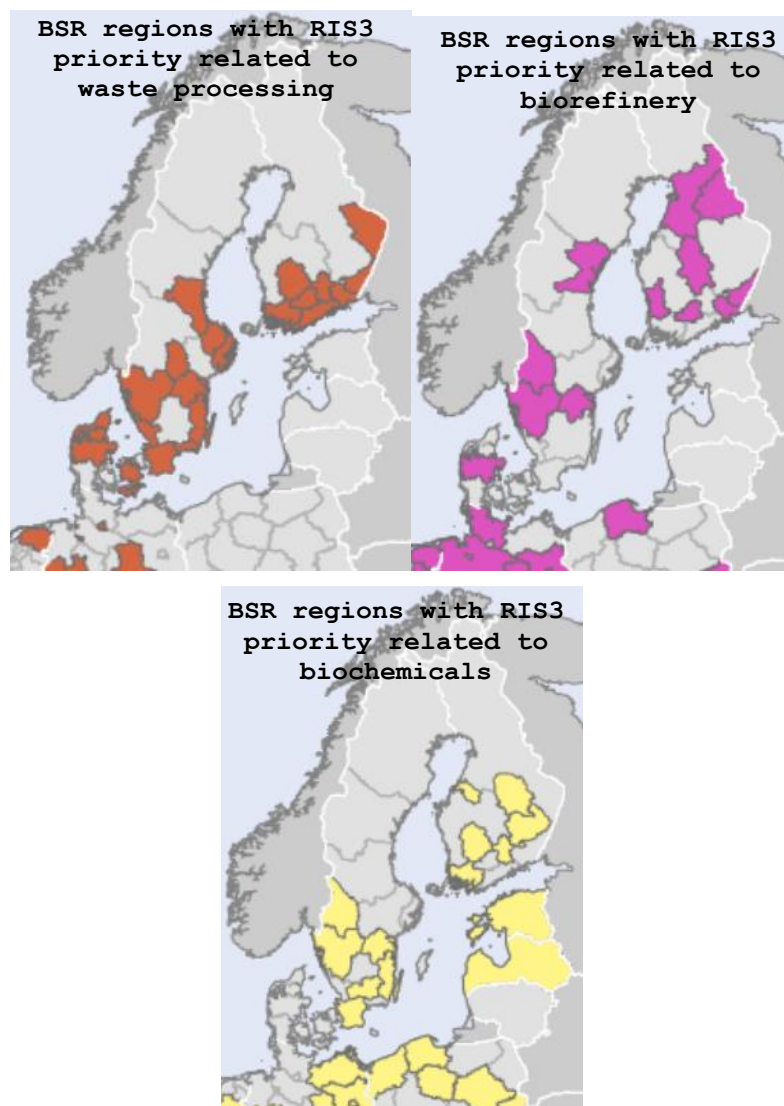 BSR regions with RIS3
priority related to
waste processing
BSR regions with RIS3
priority related to
biorefinery
BSR regions with RIS3
priority related to
biochemicals